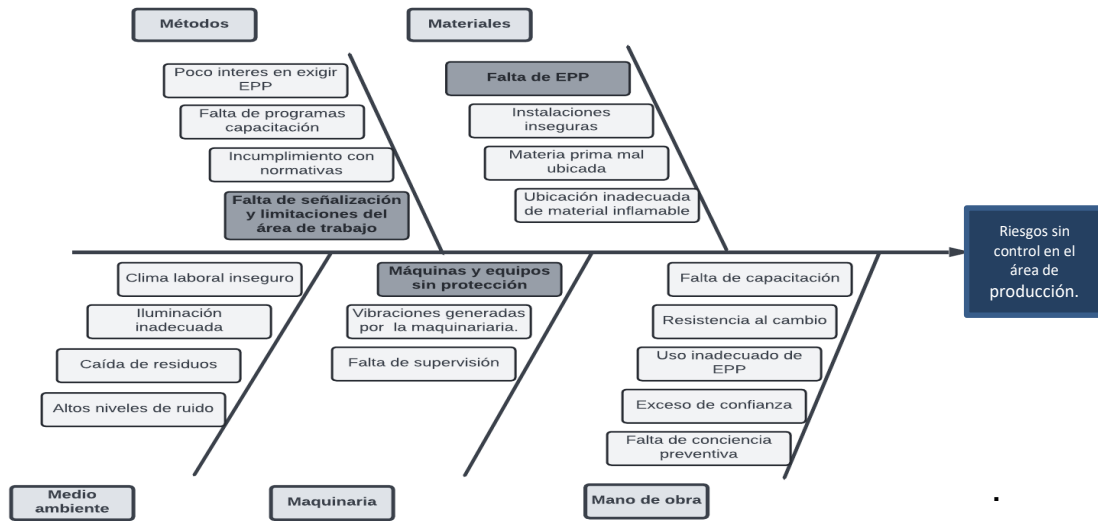 Métodos
Poco interes en exigir
EPP
Falta de programas
capacitación
Incumplimiento con
normativas
Falta de señalización
y limitaciones del
área de trabajo
Materiales
Falta de EPP
Instalaciones
inseguras
Materia prima mal
ubicada
Ubicación inadecuada
de material inflamable
Riesgos sin
control en el
área de
producción.
Clima laboral inseguro
Iluminación
inadecuada
Caída de residuos
Altos niveles de ruido
Medio
ambiente
Máquinas y equipos
sin protección
Vibraciones generadas
por la maquinariaria.
Falta de supervisión
Maquinaria
Falta de capacitación
Resistencia al cambio
Uso inadecuado de
EPP
Exceso de confianza
Falta de conciencia
preventiva
Mano de obra
.